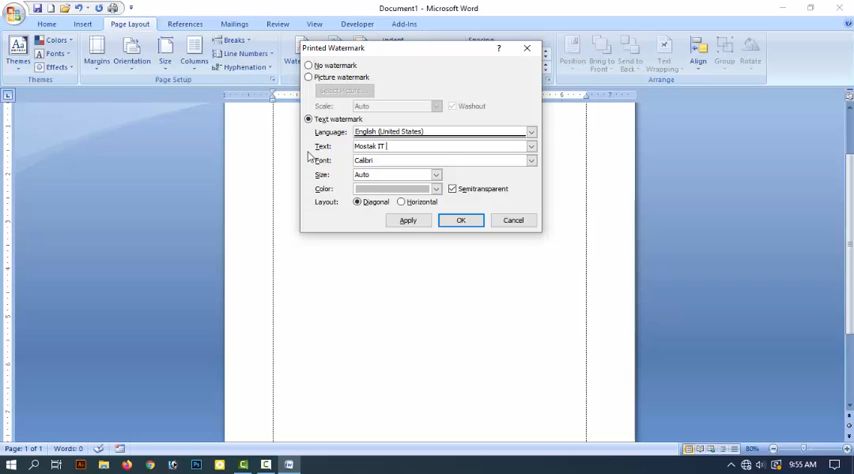 Document1 - Microsoft Word
Home Insert Page Layout References Mailings Review View Developer Add-Ins
Colors Breaks
Fonts Line Numbers
Effects Hyphenation
Themes Margins Orientation Size Columns
Position Bring to Front Send to Back Text Wrapping Align Group Rotate
Themes Page Setup Arrange
Printed Watermark ?
No watermark
Picture watermark
Scale: Auto Washout
Text watermark
Language: English (United States)
Text: Mostak IT
Font: Calibri
Size: Auto
Color: Semitransparent
Layout: Diagonal Horizontal
Apply OK Cancel
Page: 1 of 1 Words: 0 80%
9:55 AM